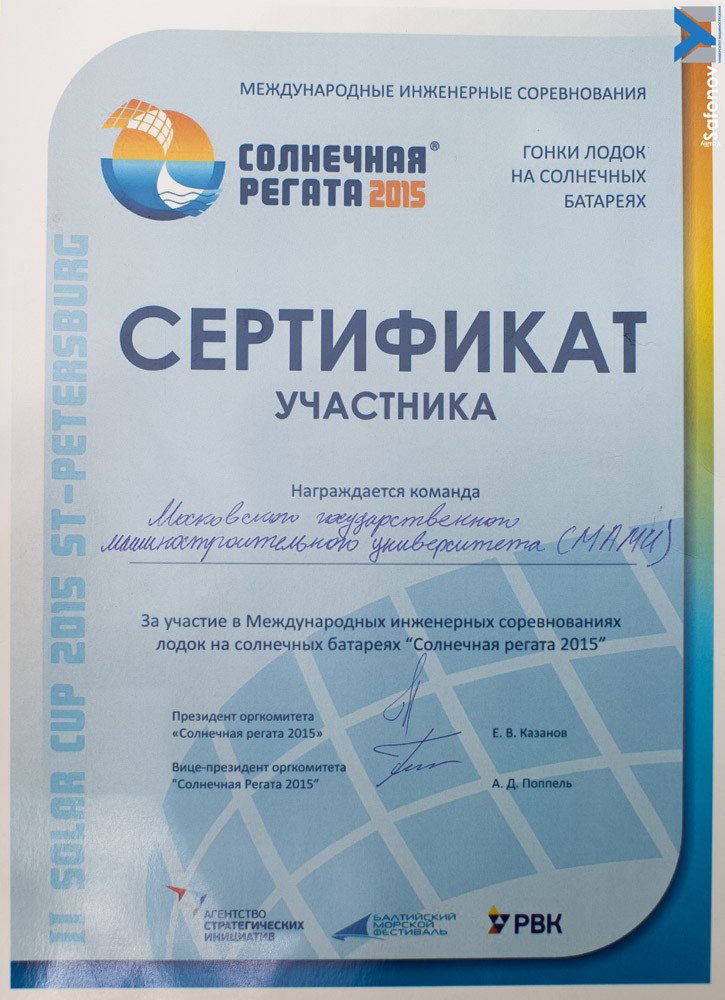 МЕЖДУНАРОДНЫЕ ИНЖЕНЕРНЫЕ СОРЕВНОВАНИЯ
СОЛНЕЧНАЯ®
РЕГАТА 2015
ГОНКИ ЛОДОК
НА СОЛНЕЧНЫХ
БАТАРЕЯХ
СЕРТИФИКАТ
УЧАСТНИКА
Награждается команда
Московского государственного
машиностроительного университета (МАМИ)
За участие в Международных инженерных соревнованиях
лодок на солнечных батареях “Солнечная регата 2015”
Президент оргкомитета
«Солнечная регата 2015»
Е. В. Казанов
Вице-президент оргкомитета
“Солнечная Регата 2015”
А. Д. Поппель
АГЕНТСТВО
СТРАТЕГИЧЕСКИХ
ИНИЦИАТИВ
БАЛТИЙСКИЙ
МОРСКОЙ
ФЕСТИВАЛЬ
РВК
II SOLAR CUP 2015 ST-PETERSBURG
Safonov